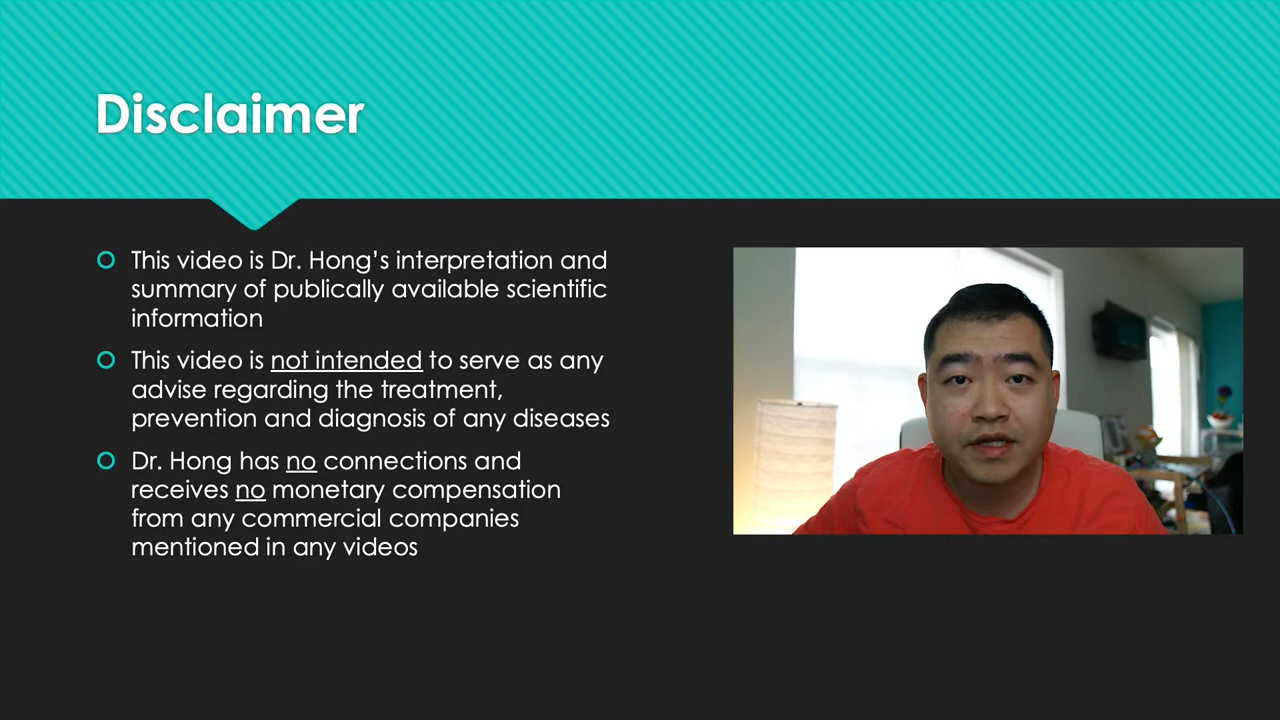 Disclaimer
This video is Dr. Hong's interpretation and
summary of publically available scientific
information
This video is not intended to serve as any
advise regarding the treatment,
prevention and diagnosis of any diseases
Dr. Hong has no connections and
receives no monetary compensation
from any commercial companies
mentioned in any videos